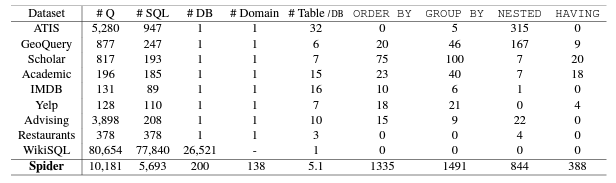 Dataset # Q # SQL # DB # Domain # Table /DB ORDER BY GROUP BY NESTED HAVING
ATIS 5,280 947 1 1 32 0 5 315 0
GeoQuery 877 247 1 1 6 20 46 167 9
Scholar 817 193 1 1 7 75 100 7 20
Academic 196 185 1 1 15 23 40 7 18
IMDB 131 89 1 1 16 10 6 1 0
Yelp 128 110 1 1 7 18 21 0 4
Advising 3,898 208 1 1 10 15 9 22 0
Restaurants 378 378 1 1 3 0 0 4 0
WikiSQL 80,654 77,840 26,521 - 1 0 0 0 0
Spider 10,181 5,693 200 138 5.1 1335 1491 844 388